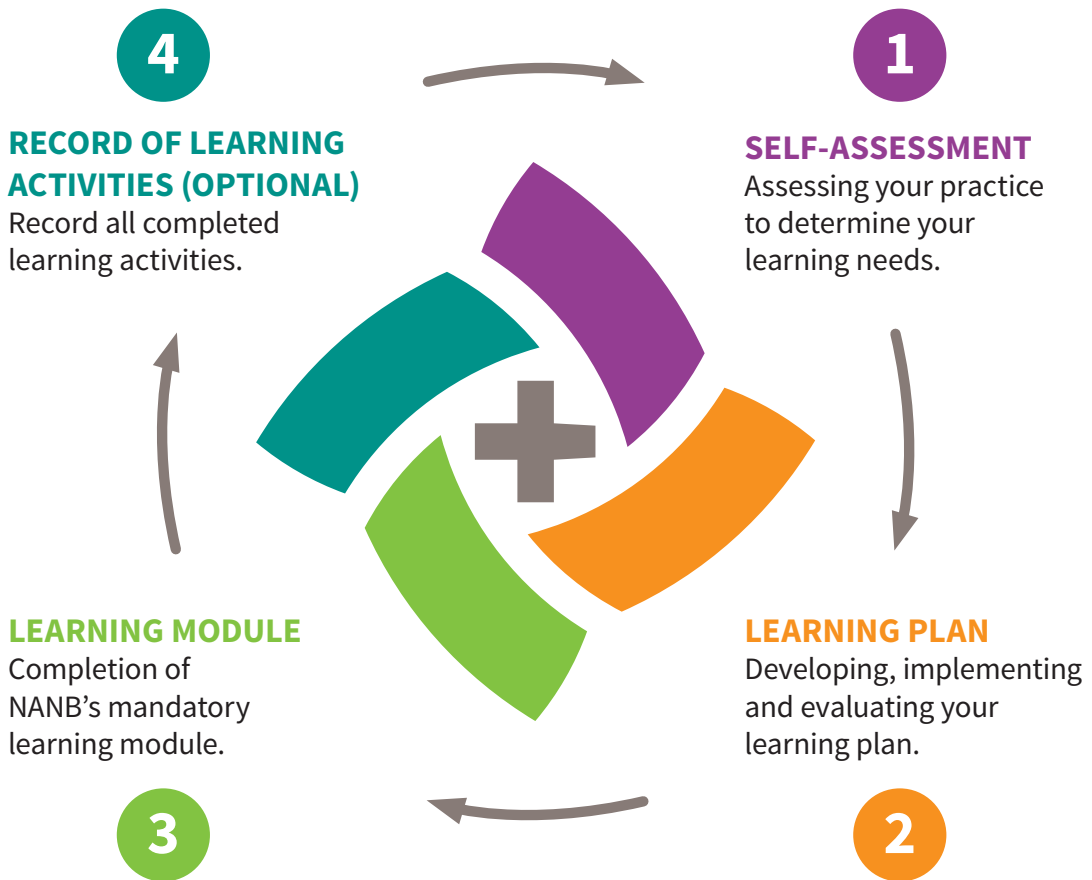 4
RECORD OF LEARNING
ACTIVITIES (OPTIONAL)
Record all completed
learning activities.
1
SELF-ASSESSMENT
Assessing your practice
to determine your
learning needs.
LEARNING MODULE
Completion of
NANB’s mandatory
learning module.
3
LEARNING PLAN
Developing, implementing
and evaluating your
learning plan.
2